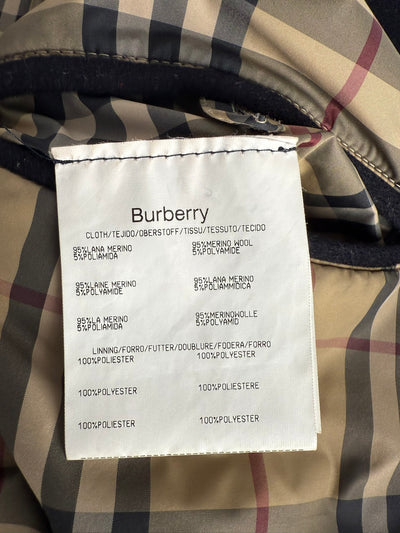 Burberry
CLOTH/TEJIDO/OBERSTOFF/TISSU/TESSUTO/TECIDO
95%LANA MERINO 95%MERINO WOOL
5%POLIAMIDA 5%POLYAMIDE
95%LAINE MERINO 95%LANA MERINO
5%POLYAMIDE 5%POLIAMMIDICA
95%LA MERINO 95%MERINOWOLLE
5%POLIAMIDA 5%POLYAMID
LINNING/FORRO/FUTTER/DOUBLURE/FODERA/FORRO
100%POLIESTER 100%POLYESTER
100%POLYESTER 100%POLIESTERE
100%POLYESTER 100%POLYESTER